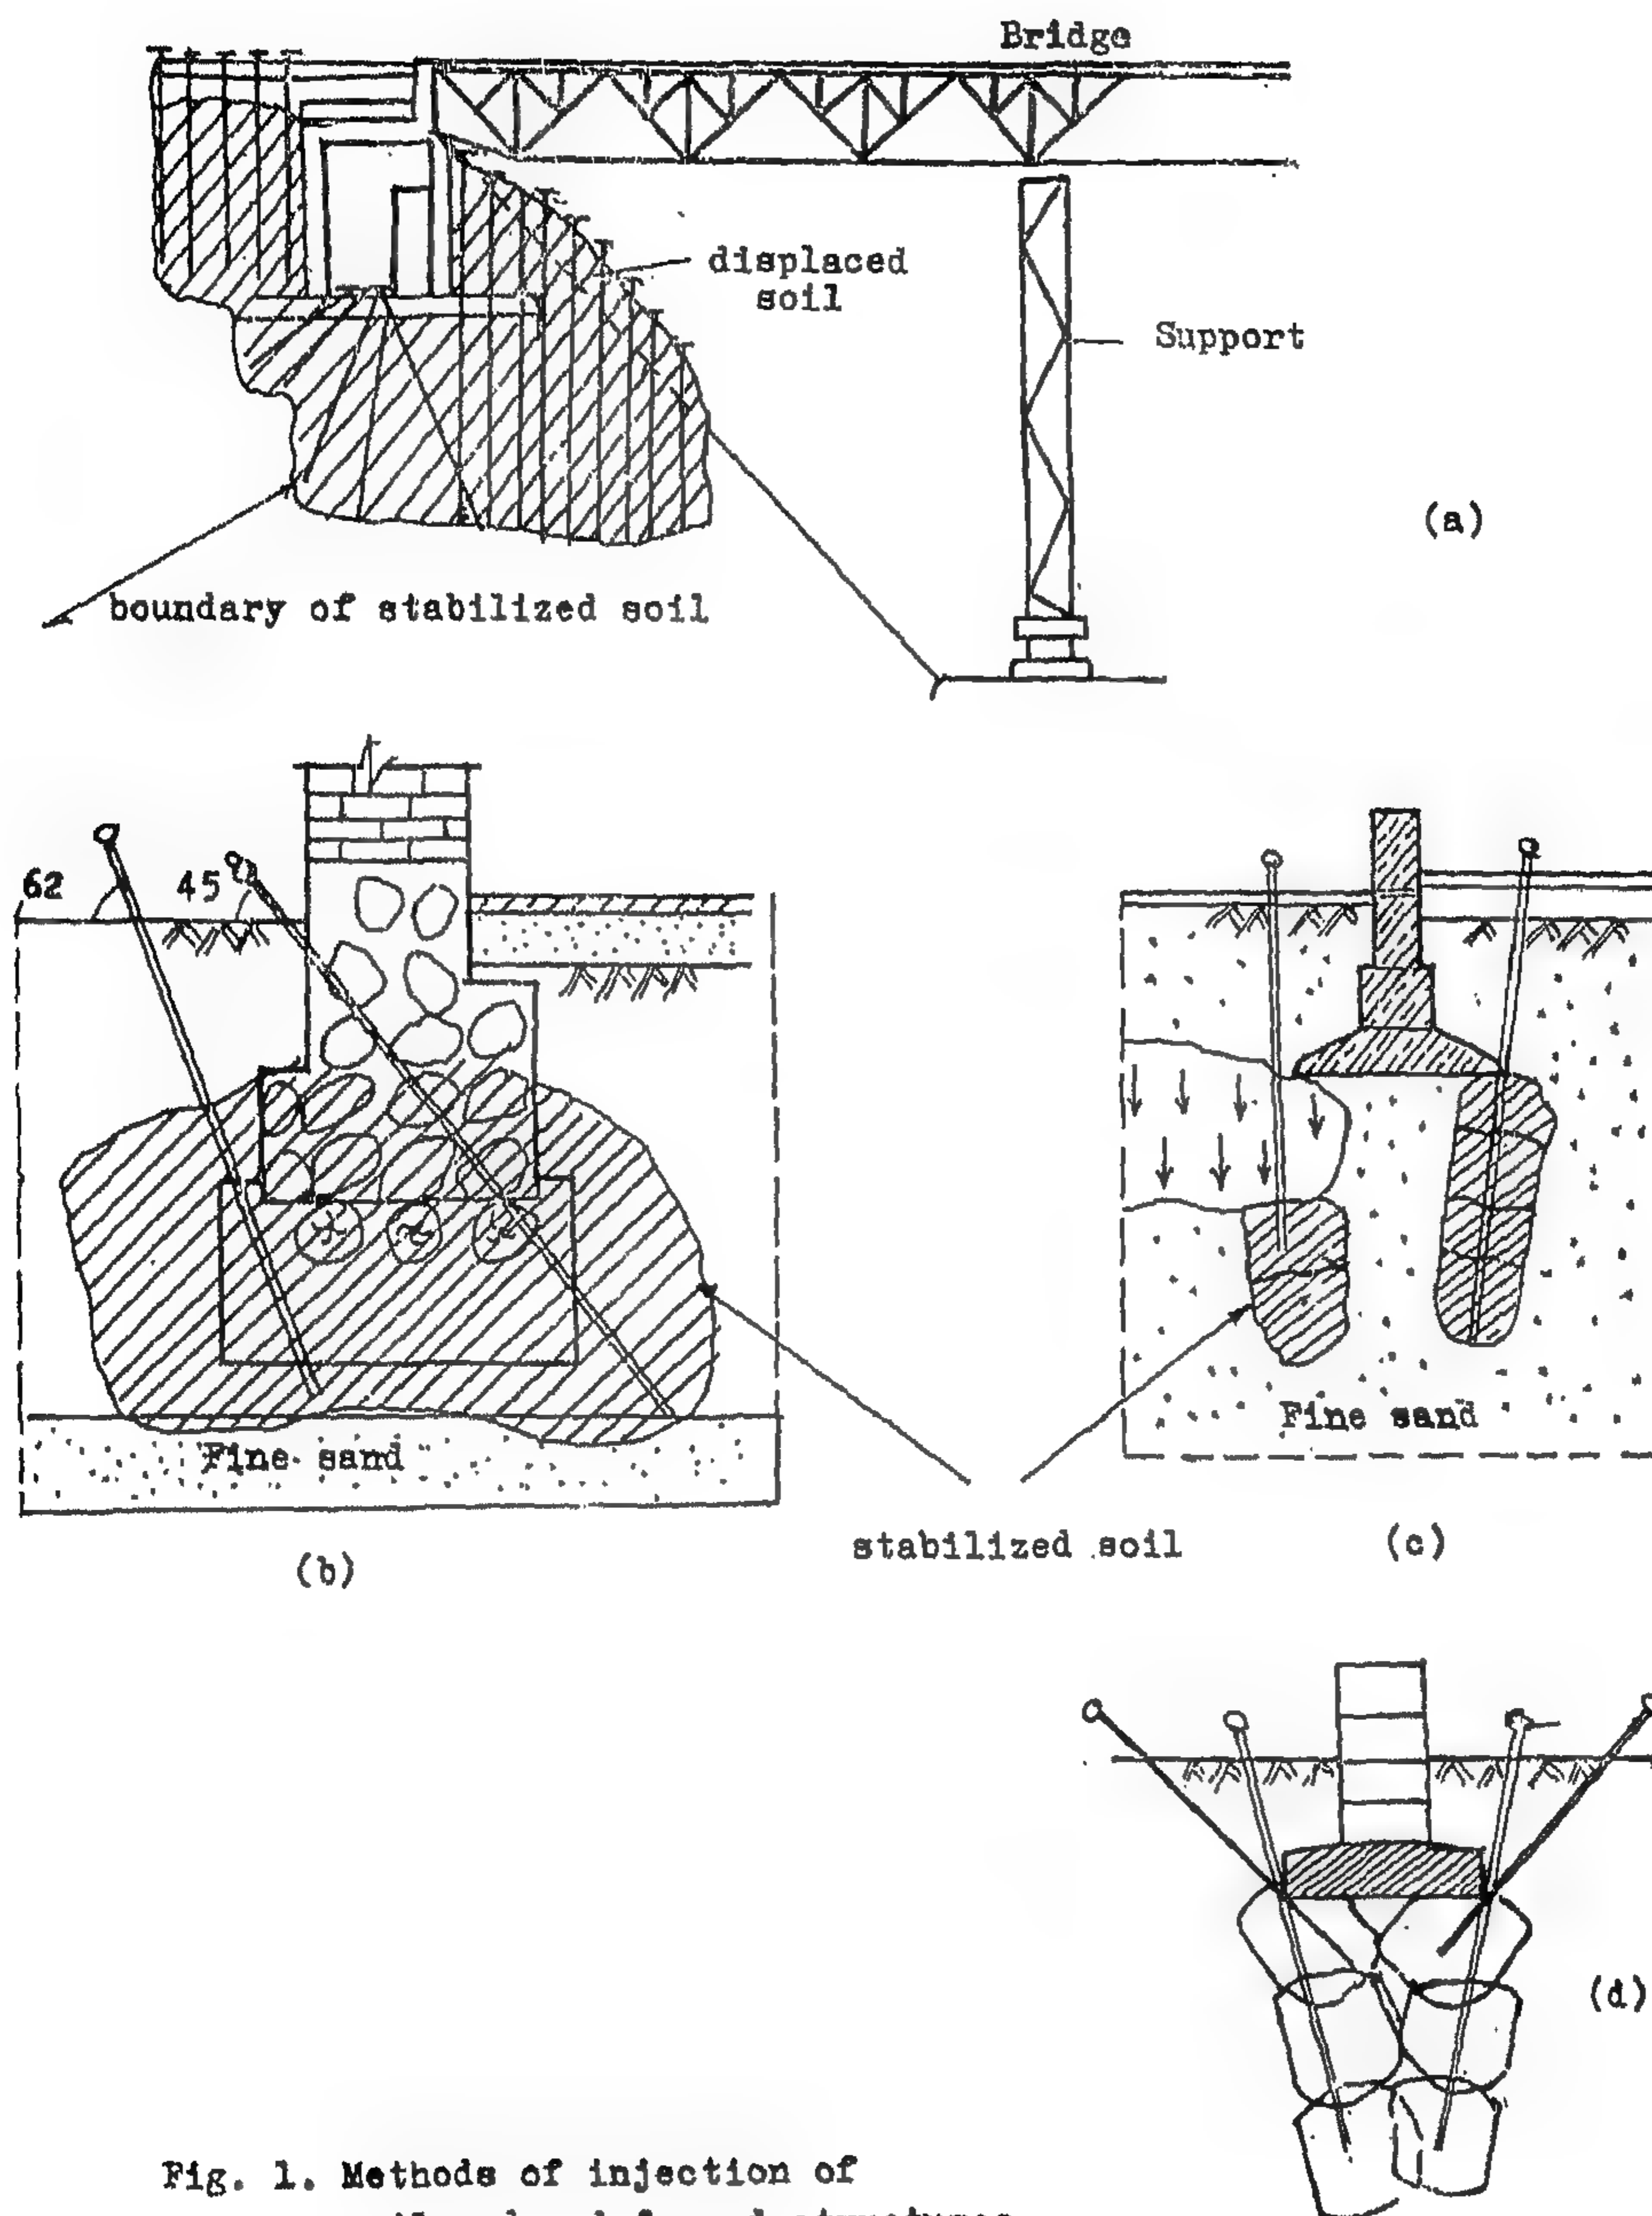 Bridge
displaced
soil
Support
(a)
boundary of stabilized soil
62
45
Fine sand
Fine sand
stabilized soil
(b)
(c)
(d)
Fig. 1. Methods of injection of